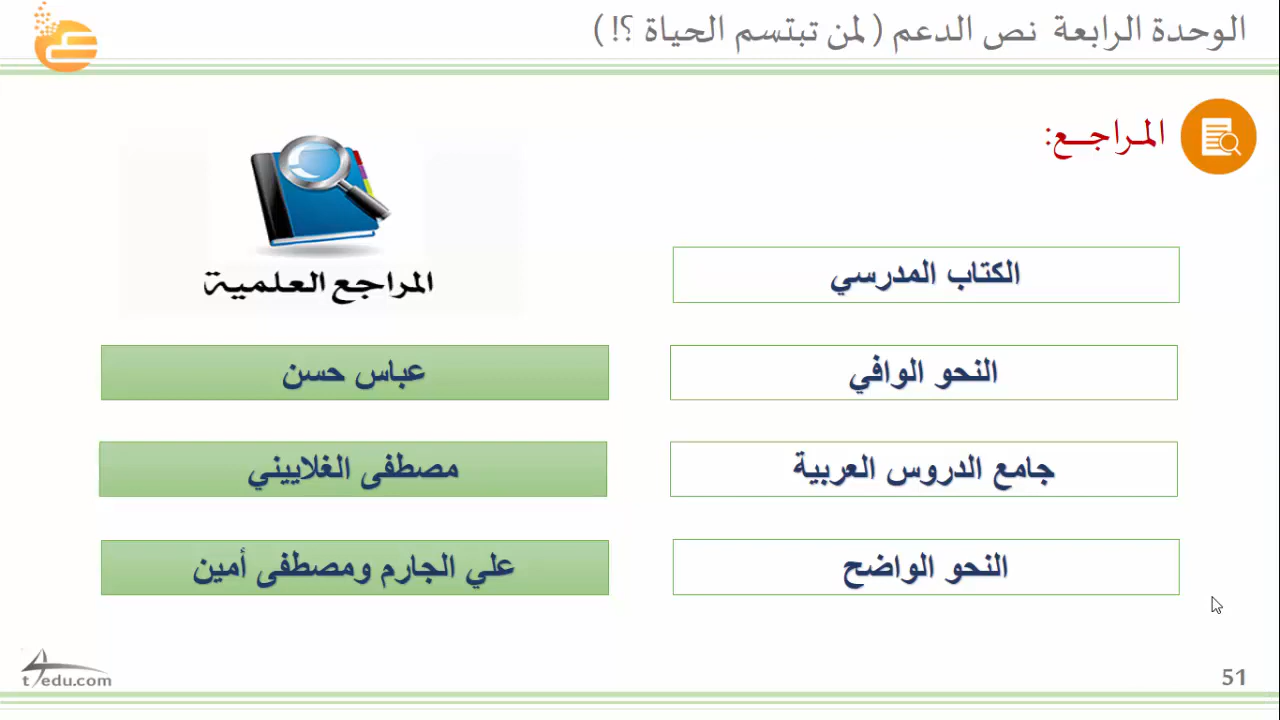 الوحدة الرابعة نص الدعم (لمن تبتسم الحياة ؟!)
المراجع:
المراجع العلمية
الكتاب المدرسي
النحو الوافي
عباس حسن
جامع الدروس العربية
مصطفى الغلاييني
النحو الواضح
علي الجارم ومصطفى أمين
t4edu.com
51